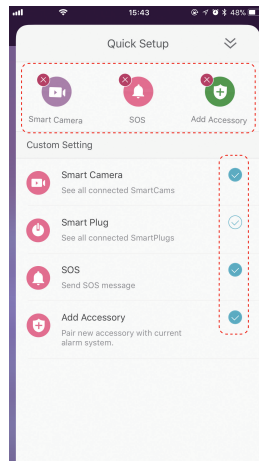 15:43
48%
Quick Setup
Smart Camera
SOS
Add Accessory
Custom Setting
Smart Camera
See all connected SmartCams
Smart Plug
See all connected SmartPlugs
SOS
Send SOS message
Add Accessory
Pair new accessory with current
alarm system.